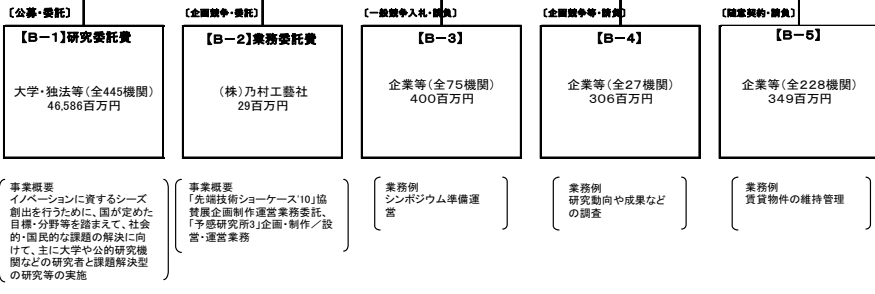 〔公募・委託〕
【B-1】研究委託費
大学・独法等(全445機関)
46,586百万円
事業概要
イノベーションに資するシーズ
創出を行うために、国が定めた
目標・分野等を踏まえて、社会
的・国民的な課題の解決に向
けて、主に大学や公的研究機
関などの研究者と課題解決型
の研究等の実施
〔企画競争・委託〕
【B-2】業務委託費
(株)乃村工藝社
29百万円
事業概要
「先端技術ショーケース'10」協
賛展企画制作運営業務委託、
「予感研究所3」企画・制作/設
営・運営業務
〔一般競争入札・請負〕
【B-3】
企業等(全75機関)
400百万円
業務例
シンポジウム準備運
営
〔企画競争等・請負〕
【B-4】
企業等(全27機関)
306百万円
業務例
研究動向や成果など
の調査
〔随意契約・請負〕
【B-5】
企業等(全228機関)
349百万円
業務例
賃貸物件の維持管理